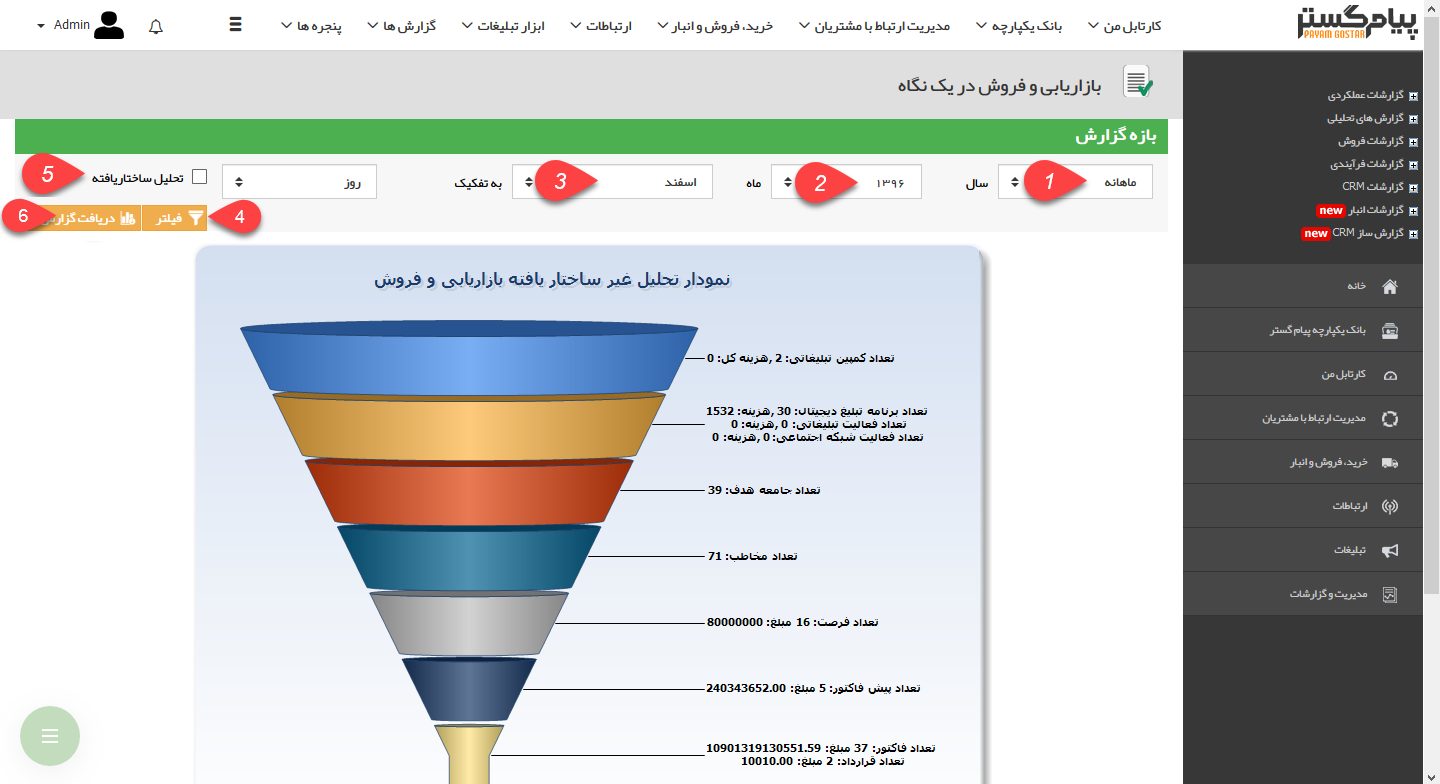 پیام گستر
PAYAM GOSTAR
کارتابل من
بانک یکپارچه
مدیریت ارتباط با مشتریان
خرید، فروش و انبار
ارتباطات
ابزار تبلیغات
گزارش ها
پنجره ها
Admin
بازاریابی و فروش در یک نگاه
بازه گزارش
ماهانه
1
سال
۱۳۹۶
2
ماه
اسفند
3
به تفکیک
روز
تحلیل ساختاریافته
5
فیلتر
4
دریافت گزارش
6
نمودار تحلیل غیر ساختار یافته بازاریابی و فروش
تعداد کمپین تبلیغاتی: 2 ,هزینه کل: 0
تعداد برنامه تبلیغ دیجیتال: 30 ,هزینه: 1532
تعداد فعالیت تبلیغاتی: 0 ,هزینه: 0
تعداد فعالیت شبکه اجتماعی: 0 ,هزینه: 0
تعداد جامعه هدف: 39
تعداد مخاطب: 71
تعداد فرصت: 16 مبلغ: 80000000
تعداد پیش فاکتور: 5 مبلغ: 240343652.00
تعداد فاکتور: 37 مبلغ: 10901319130551.59
تعداد قرارداد: 2 مبلغ: 10010.00
گزارشات عملکردی
گزارش های تحلیلی
گزارشات فروش
گزارشات فرآیندی
گزارشات CRM
گزارشات انبار new
گزارش ساز CRM new
خانه
بانک یکپارچه پیام گستر
کارتابل من
مدیریت ارتباط با مشتریان
خرید، فروش و انبار
ارتباطات
تبلیغات
مدیریت و گزارشات